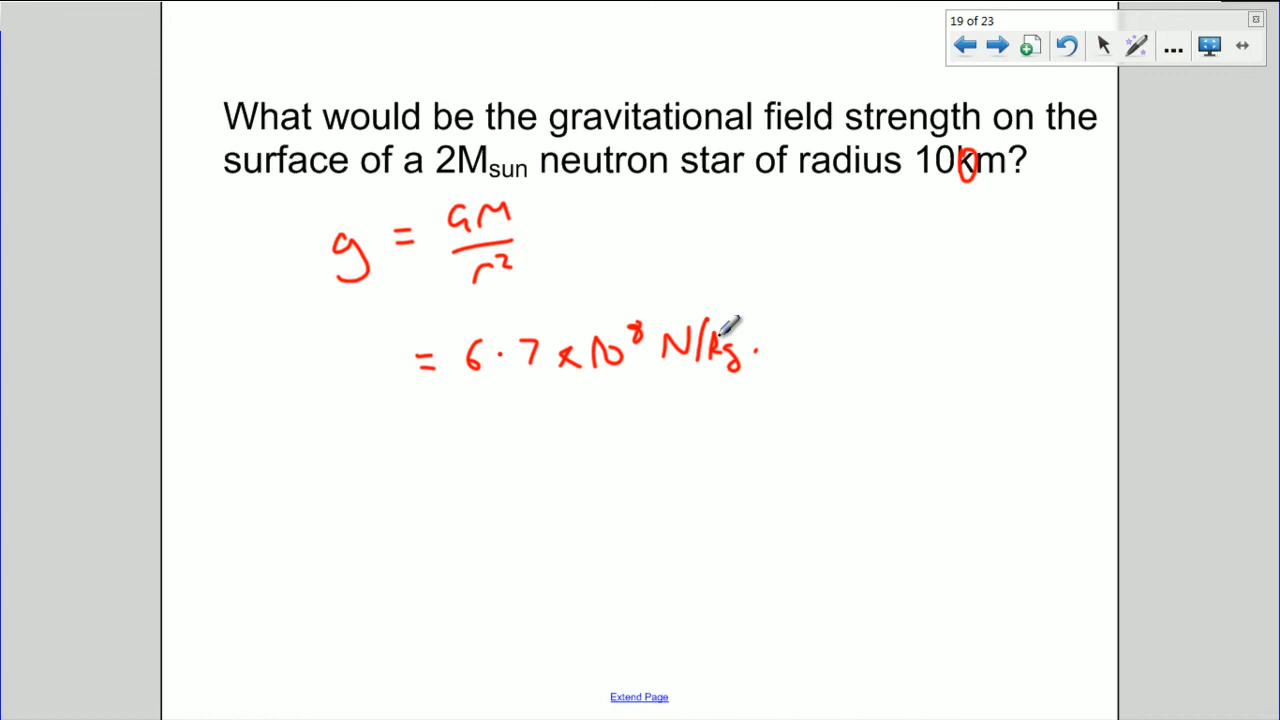 19 of 23
...
What would be the gravitational field strength on the
surface of a 2Msun neutron star of radius 10km?
g = GM/r²
= 6.7 x 10⁸ N/kg.
Extend Page